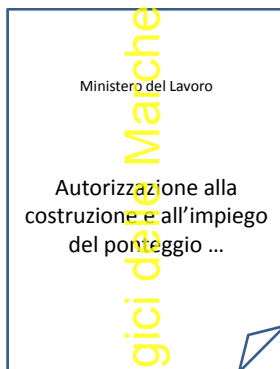 Ministero del Lavoro
Autorizzazione alla
costruzione e all'impiego
del ponteggio ...
gici delle Marche